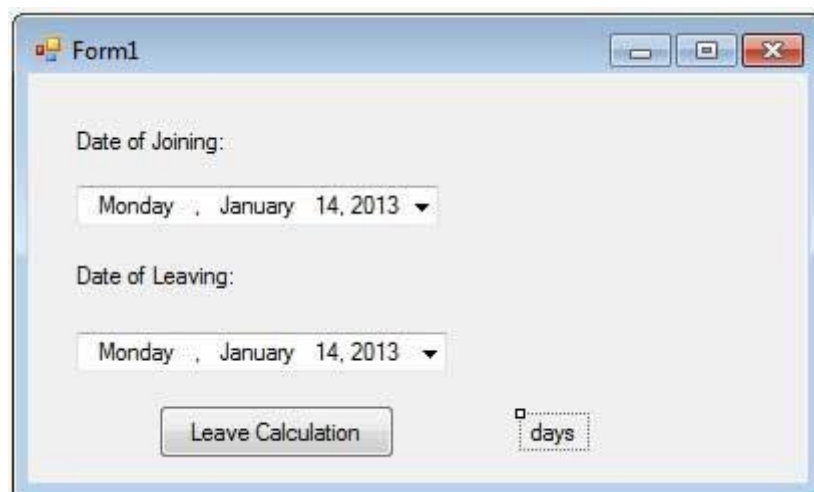 Form1
Date of Joining:
Monday , January 14, 2013
Date of Leaving:
Monday , January 14, 2013
Leave Calculation days